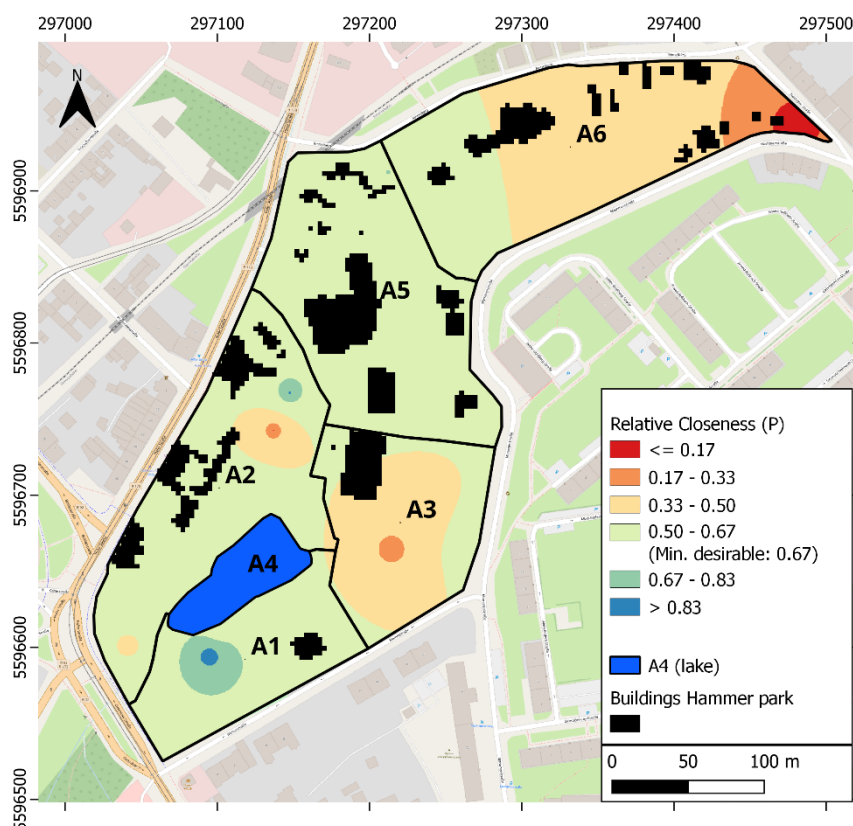 297000 297100 297200 297300 297400 297500
5596900
5596800
5596700
5596600
5596500
N
A6
A5
A2
A3
A4
A1
Relative Closeness (P)
<= 0.17
0.17 - 0.33
0.33 - 0.50
0.50 - 0.67
(Min. desirable: 0.67)
0.67 - 0.83
> 0.83
A4 (lake)
Buildings Hammer park
0 50 100 m